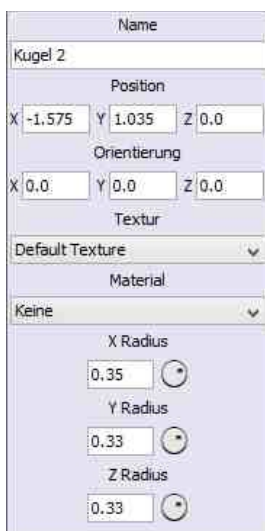 Name
Kugel 2
Position
X -1.575 Y 1.035 Z 0.0
Orientierung
X 0.0 Y 0.0 Z 0.0
Textur
Default Texture
Material
Keine
X Radius
0.35
Y Radius
0.33
Z Radius
0.33